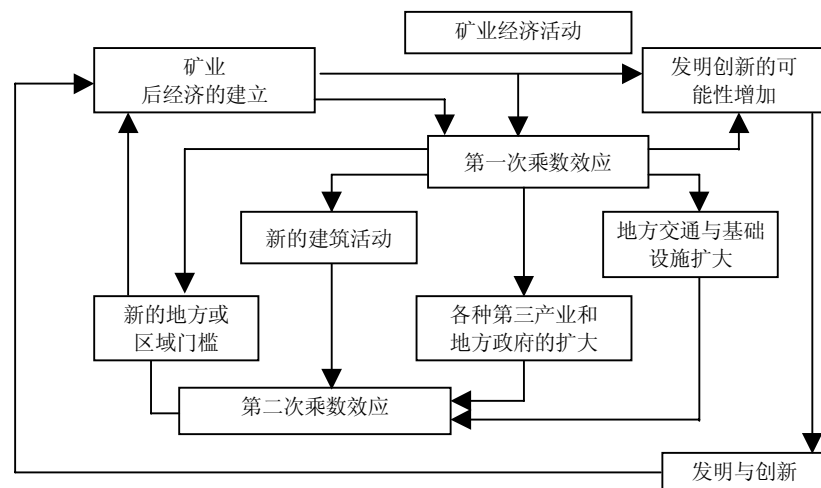 矿业经济活动
矿业
后经济的建立
发明创新的可
能性增加
第一次乘数效应
新的建筑活动
地方交通与基础
设施扩大
新的地方或
区域门槛
各种第三产业和
地方政府的扩大
第二次乘数效应
发明与创新